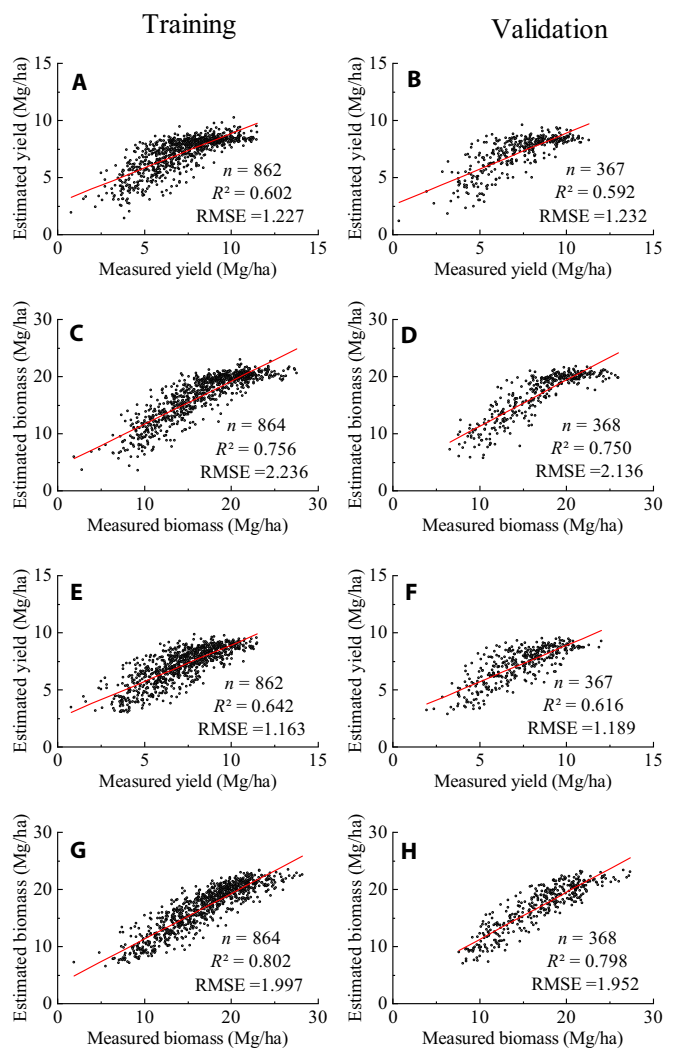 Training
Validation
A
Estimated yield (Mg/ha)
15
10
5
0
n = 862
R² = 0.602
RMSE =1.227
0 5 10 15
Measured yield (Mg/ha)
B
Estimated yield (Mg/ha)
15
10
5
0
n = 367
R² = 0.592
RMSE =1.232
0 5 10 15
Measured yield (Mg/ha)
C
Estimated biomass (Mg/ha)
30
20
10
0
n = 864
R² = 0.756
RMSE =2.236
0 10 20 30
Measured biomass (Mg/ha)
D
Estimated biomass (Mg/ha)
30
20
10
0
n = 368
R² = 0.750
RMSE =2.136
0 10 20 30
Measured biomass (Mg/ha)
E
Estimated yield (Mg/ha)
15
10
5
0
n = 862
R² = 0.642
RMSE =1.163
0 5 10 15
Measured yield (Mg/ha)
F
Estimated yield (Mg/ha)
15
10
5
0
n = 367
R² = 0.616
RMSE =1.189
0 5 10 15
Measured yield (Mg/ha)
G
Estimated biomass (Mg/ha)
30
20
10
0
n = 864
R² = 0.802
RMSE =1.997
0 10 20 30
Measured biomass (Mg/ha)
H
Estimated biomass (Mg/ha)
30
20
10
0
n = 368
R² = 0.798
RMSE =1.952
0 10 20 30
Measured biomass (Mg/ha)